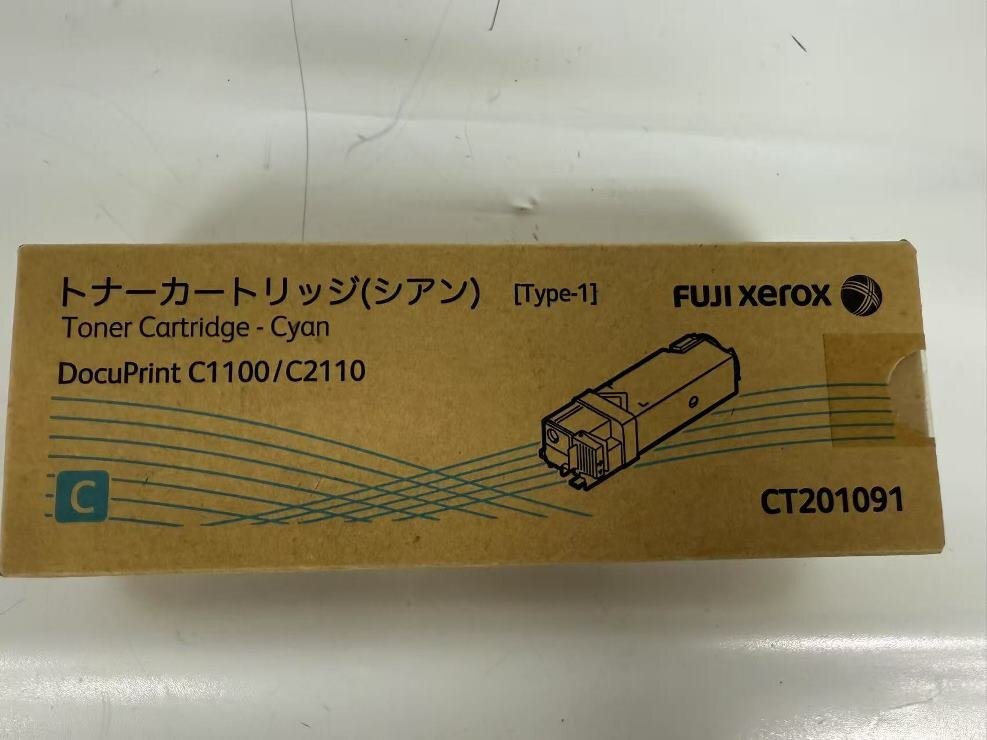 トナーカートリッジ(シアン) [Type-1] FUJI xerox
Toner Cartridge - Cyan
DocuPrint C1100/C2110
C
CT201091